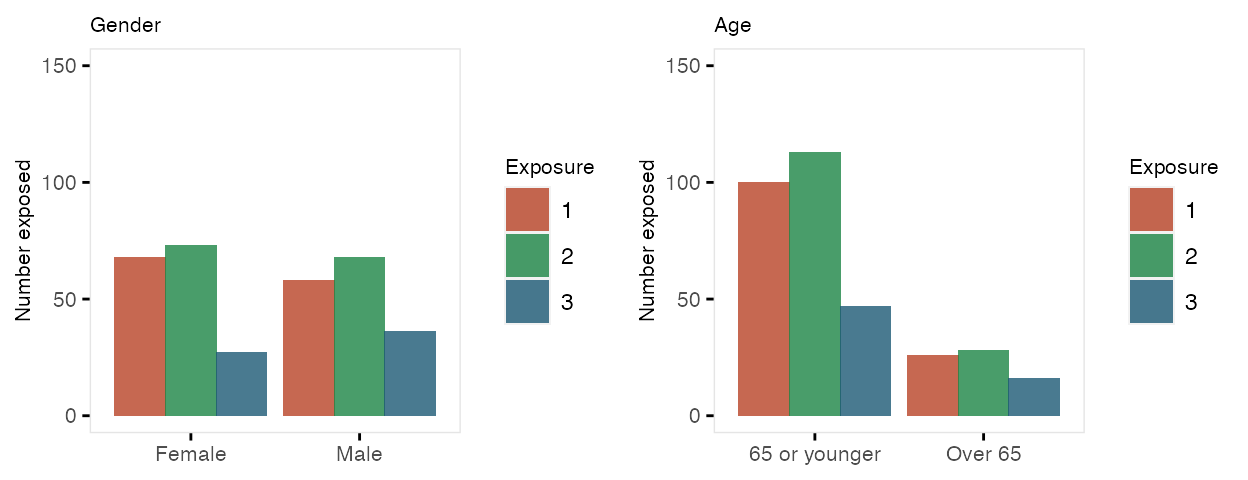 Gender
150
100
50
0
Number exposed
Female Male
Exposure
1
2
3
Age
150
100
50
0
Number exposed
65 or younger Over 65
Exposure
1
2
3